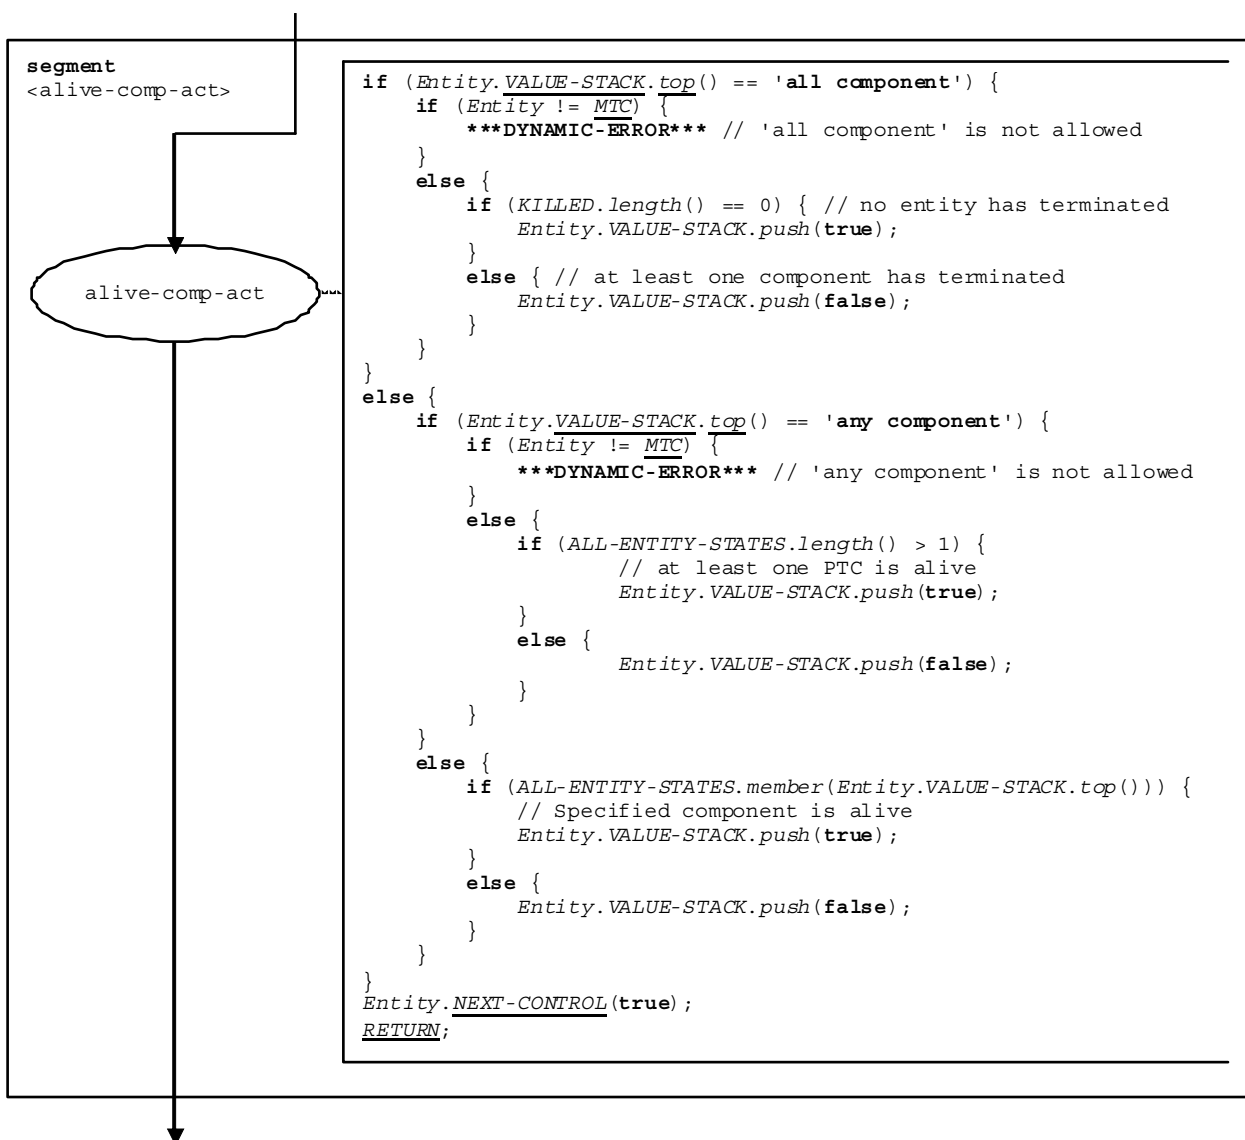 segment
<alive-comp-act>
alive-comp-act
if (Entity.VALUE-STACK.top() == 'all component') {
    if (Entity != MTC) {
        ***DYNAMIC-ERROR*** // 'all component' is not allowed
    }
    else {
        if (KILLED.length() == 0) { // no entity has terminated
            Entity.VALUE-STACK.push(true);
        }
        else { // at least one component has terminated
            Entity.VALUE-STACK.push(false);
        }
    }
}
else {
    if (Entity.VALUE-STACK.top() == 'any component') {
        if (Entity != MTC) {
            ***DYNAMIC-ERROR*** // 'any component' is not allowed
        }
        else {
            if (ALL-ENTITY-STATES.length() > 1) {
                    // at least one PTC is alive
                    Entity.VALUE-STACK.push(true);
            }
            else {
                    Entity.VALUE-STACK.push(false);
            }
        }
    }
    else {
        if (ALL-ENTITY-STATES.member(Entity.VALUE-STACK.top())) {
            // Specified component is alive
            Entity.VALUE-STACK.push(true);
        }
        else {
            Entity.VALUE-STACK.push(false);
        }
    }
}
Entity.NEXT-CONTROL(true);
RETURN;